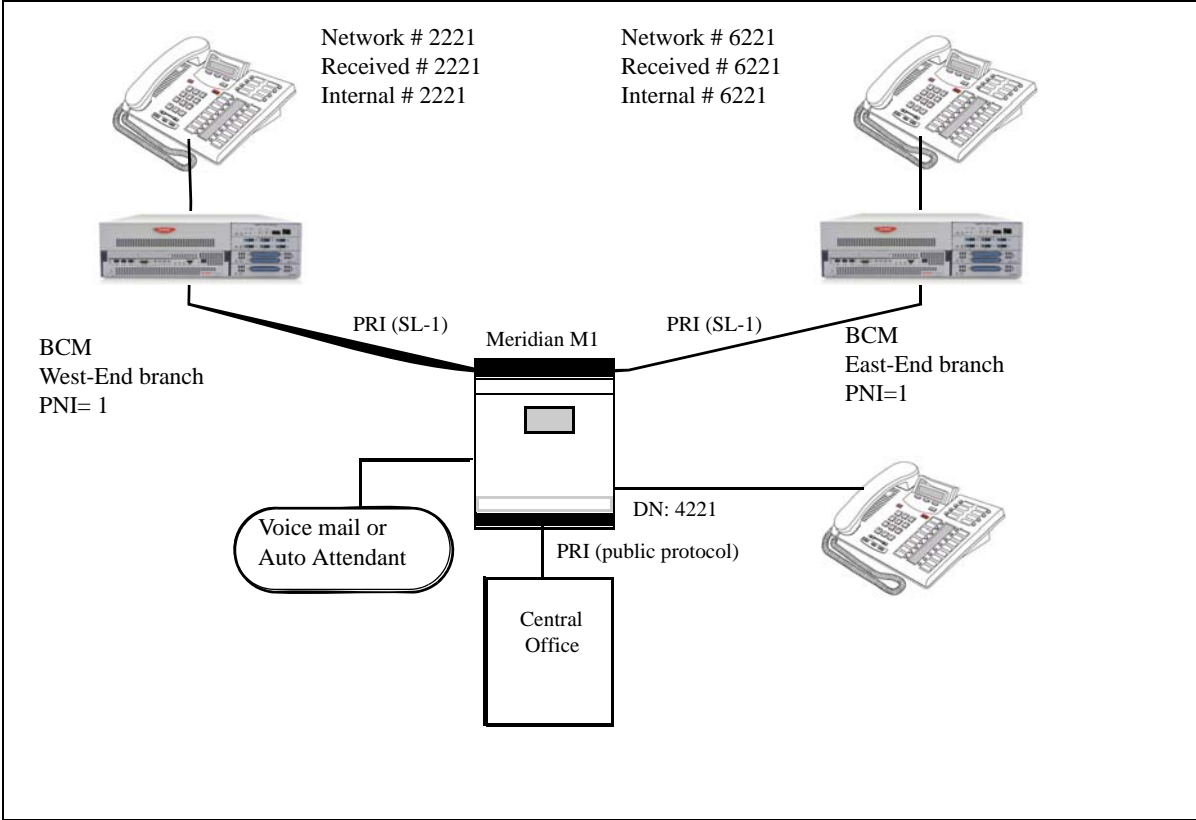 Network # 2221
Received # 2221
Internal # 2221
Network # 6221
Received # 6221
Internal # 6221
PRI (SL-1)
PRI (SL-1)
Meridian M1
BCM
West-End branch
PNI= 1
BCM
East-End branch
PNI=1
DN: 4221
Voice mail or
Auto Attendant
PRI (public protocol)
Central
Office